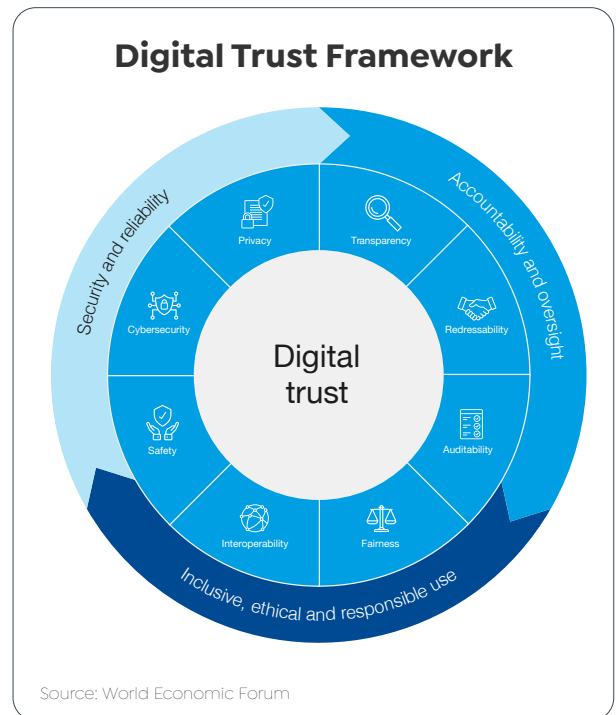 Digital Trust Framework
Security and reliability
Accountability and oversight
Inclusive, ethical and responsible use
Privacy
Transparency
Cybersecurity
Redressability
Digital
trust
Safety
Auditability
Interoperability
Fairness
Source: World Economic Forum